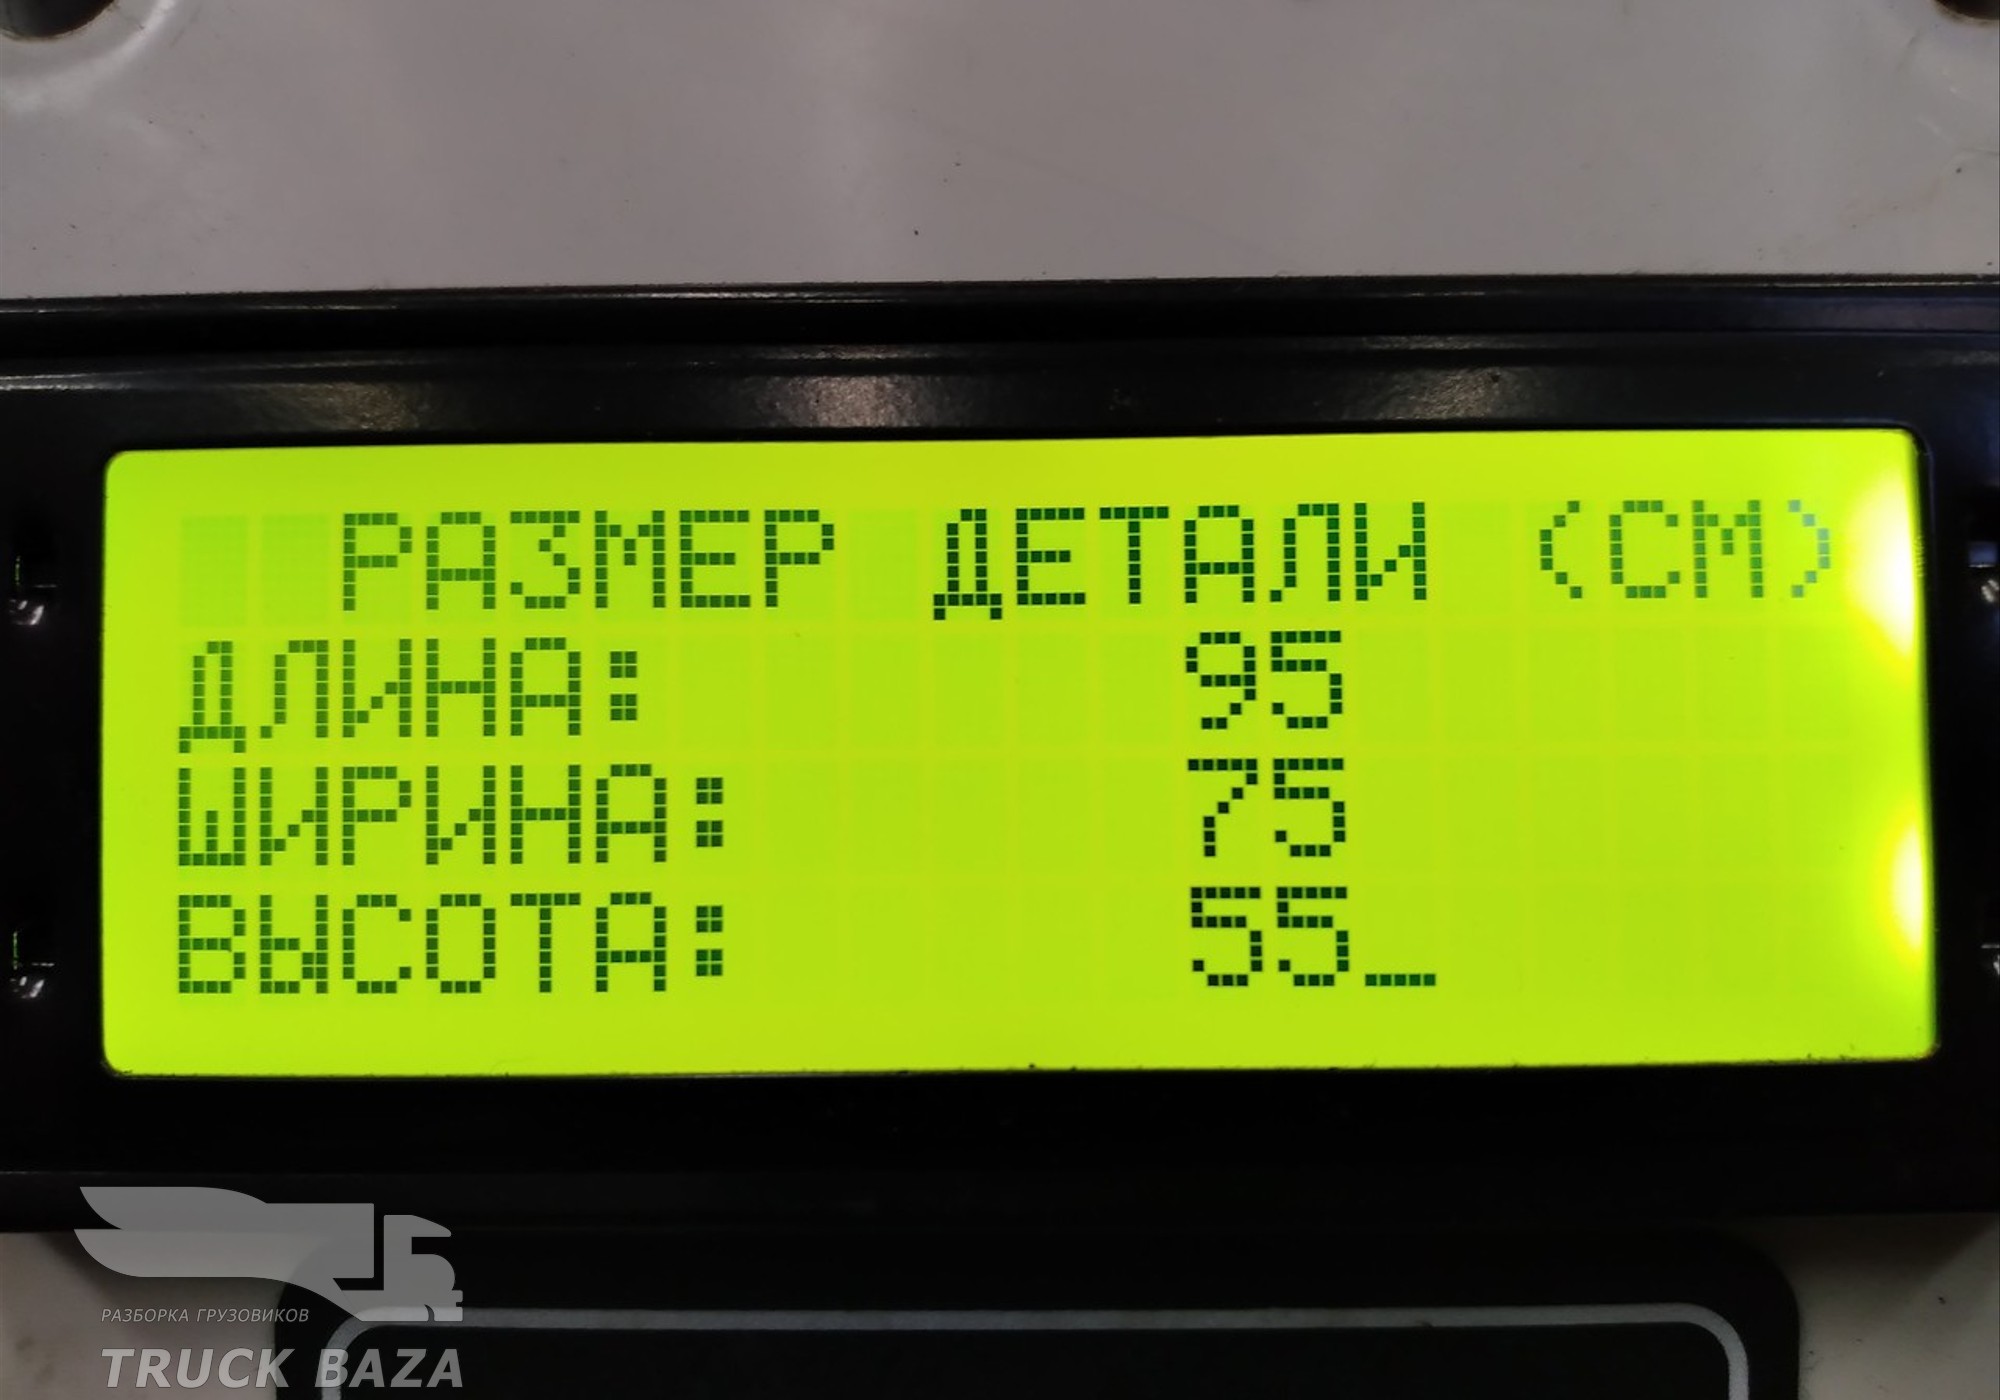 РАЗМЕР ДЕТАЛИ (СМ)
ДЛИНА: 95
ШИРИНА: 75
ВЫСОТА: 55_
РАЗБОРКА ГРУЗОВИКОВ
TRUCK BAZA